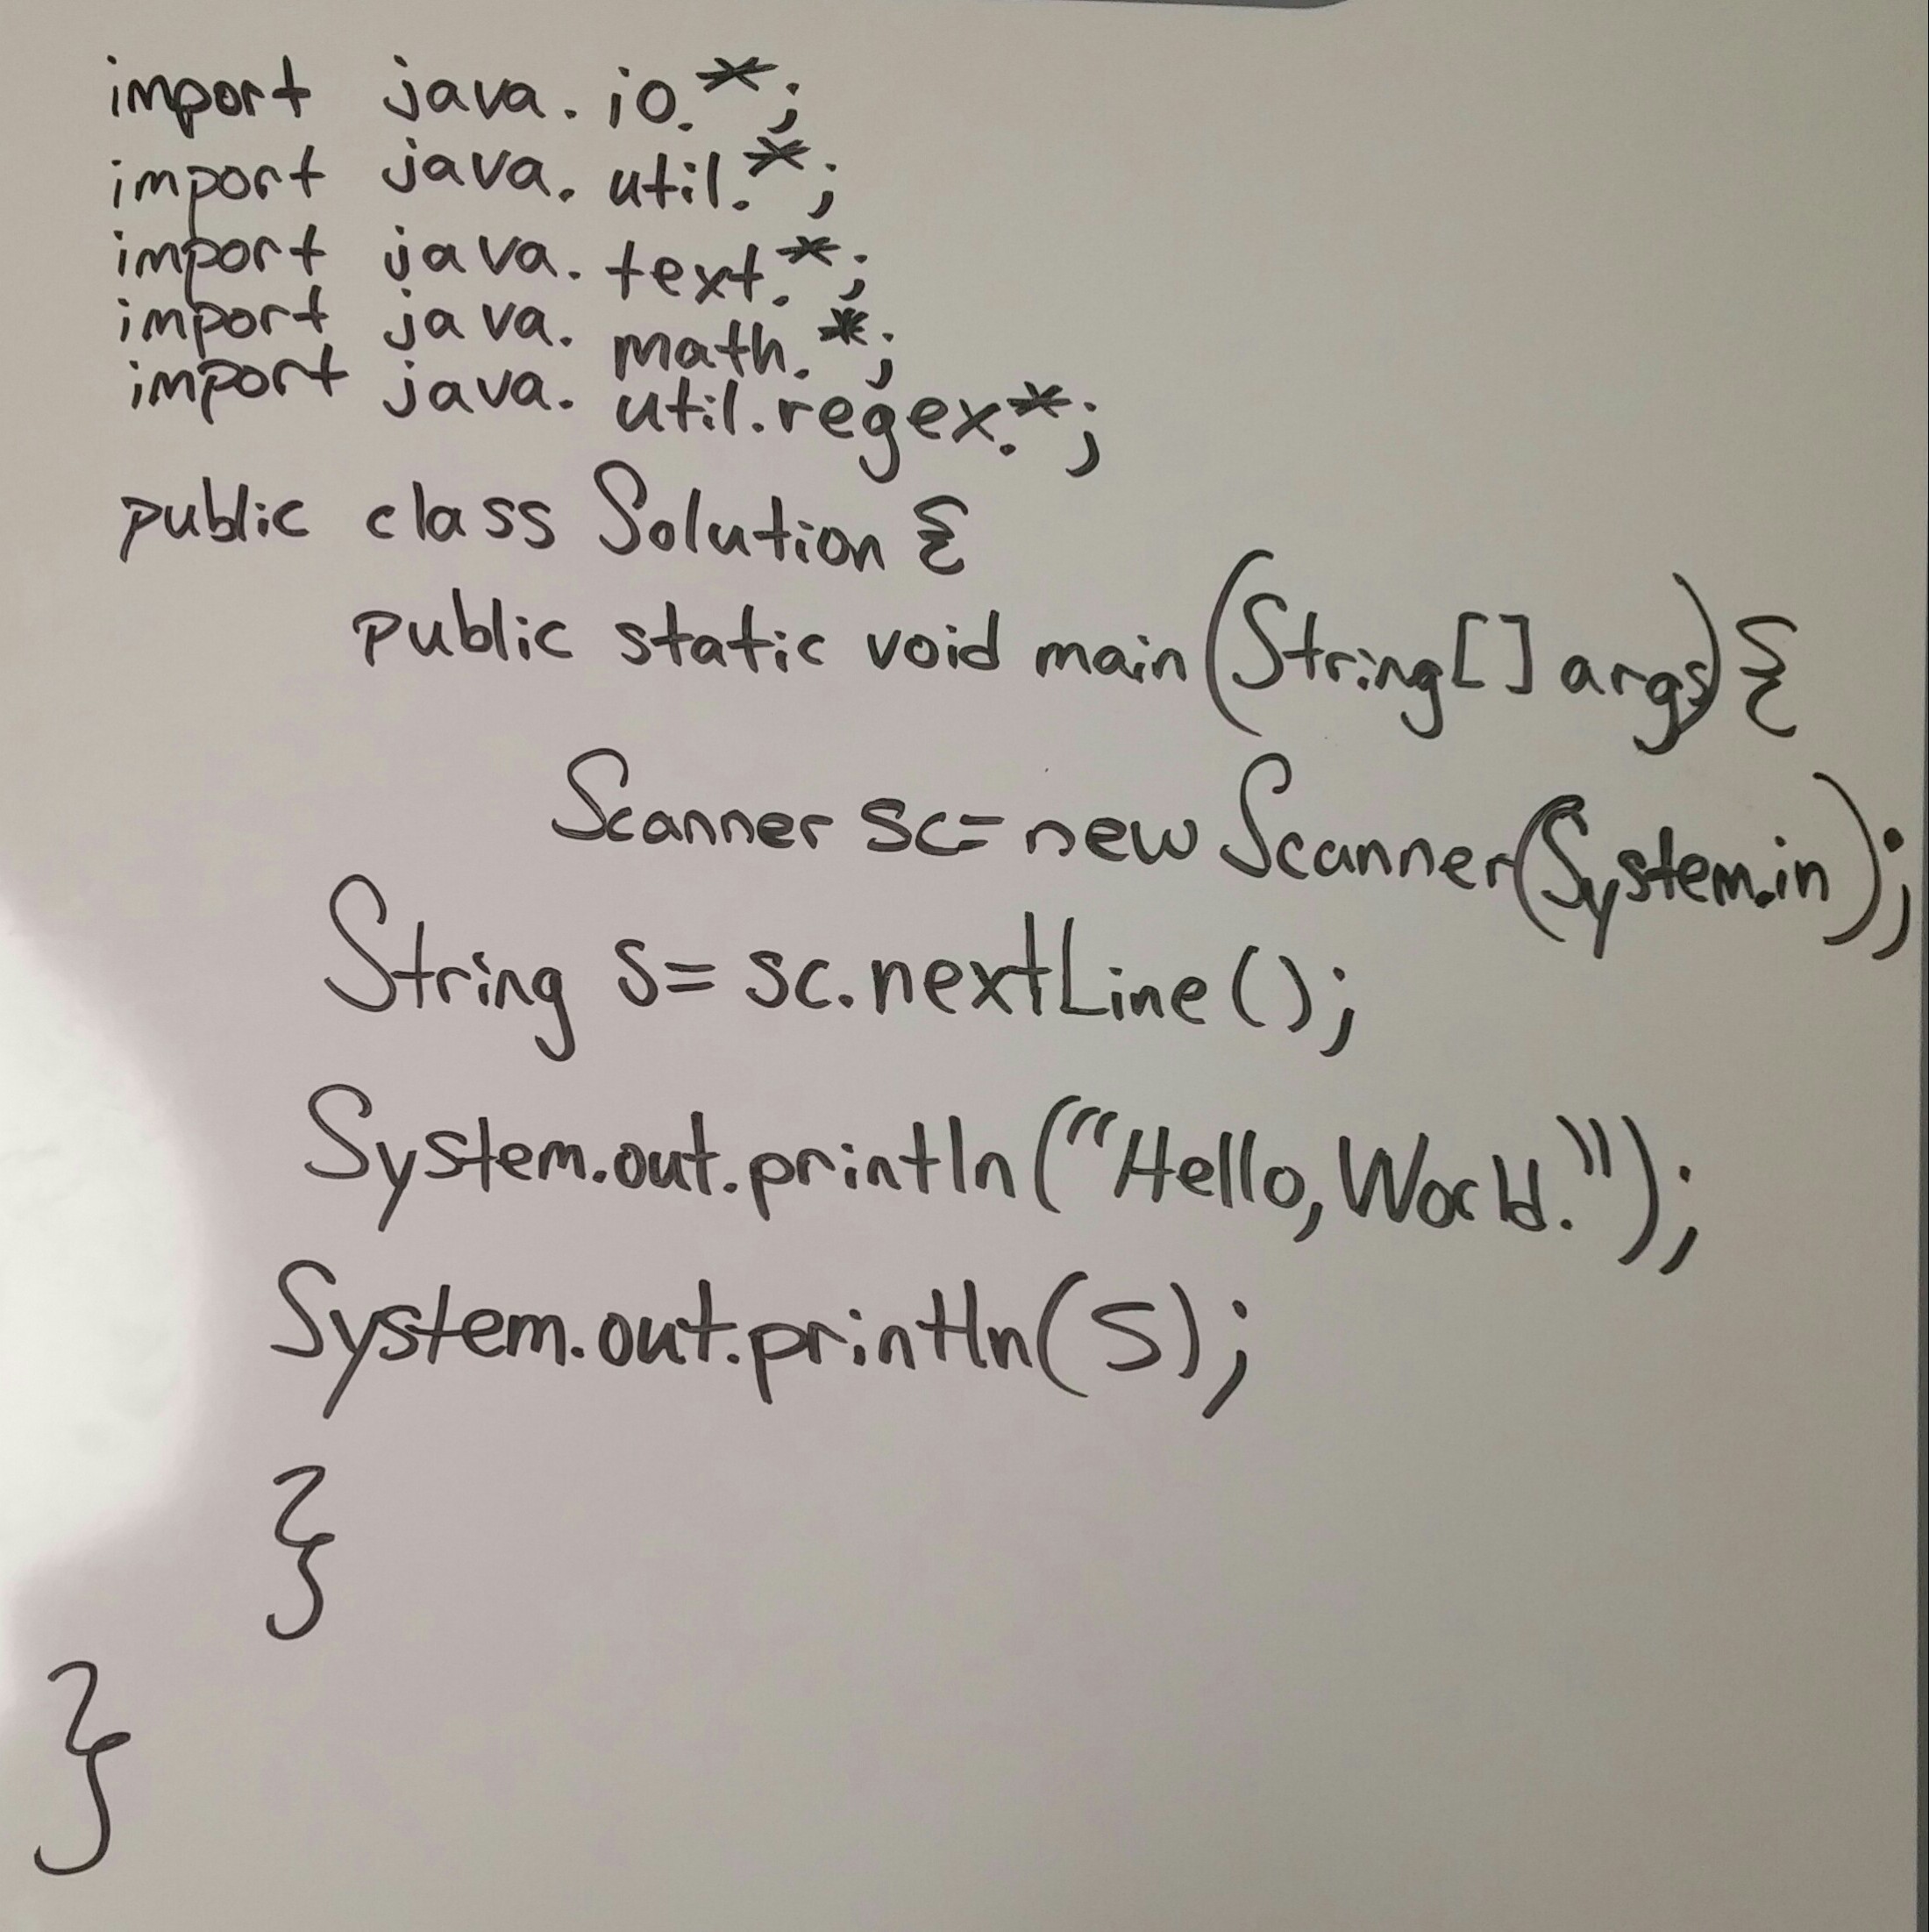 import java.io.*;
import java.util.*;
import java.text.*;
import java.math.*;
import java.util.regex.*;
public class Solution {
public static void main(String[] args) {
Scanner sc= new Scanner(System.in);
String s= sc.nextLine();
System.out.println("Hello, World.");
System.out.println(s);
}
}